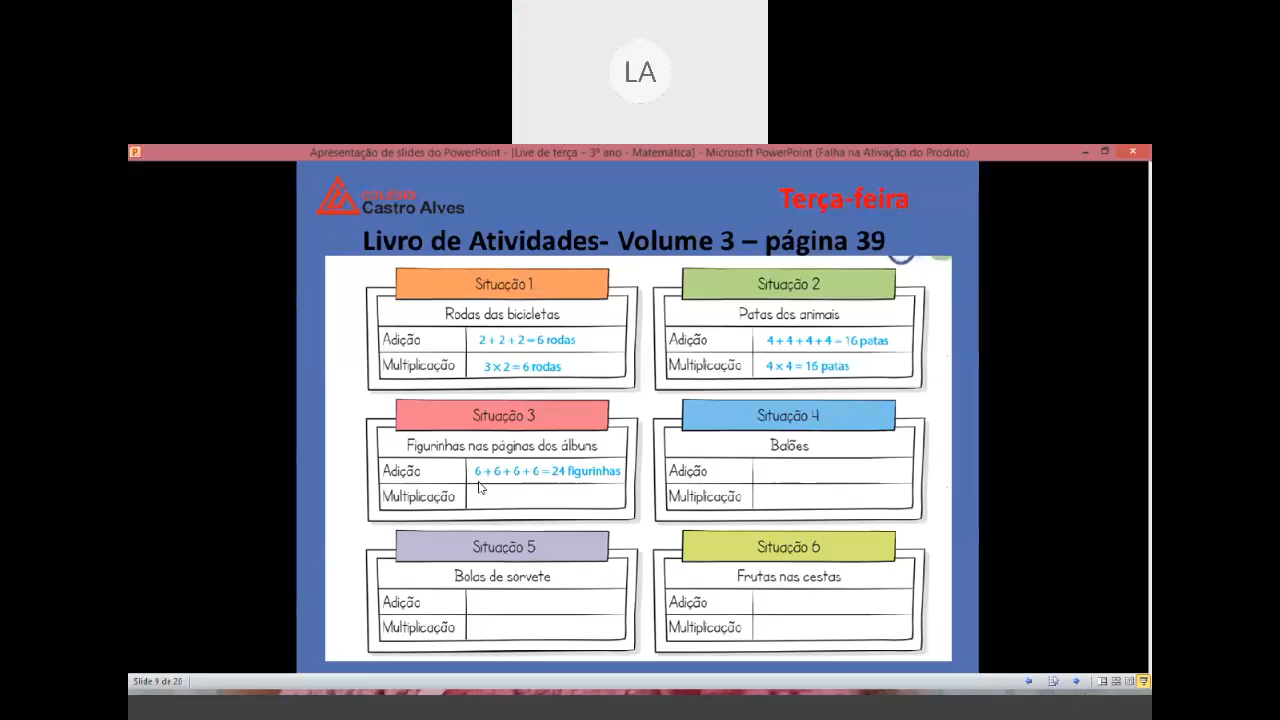 LA
Apresentação de slides do PowerPoint - [Live de terça - 3º ano - Matemática] - Microsoft PowerPoint (Falha na Ativação do Produto)
COLÉGIO
Castro Alves
Terça-feira
Livro de Atividades- Volume 3 – página 39
Situação 1
Rodas das bicicletas
Adição 2 + 2 + 2 = 6 rodas
Multiplicação 3 x 2 = 6 rodas
Situação 2
Patas dos animais
Adição 4 + 4 + 4 + 4 = 16 patas
Multiplicação 4 x 4 = 16 patas
Situação 3
Figurinhas nas páginas dos álbuns
Adição 6 + 6 + 6 + 6 = 24 figurinhas
Multiplicação
Situação 4
Balões
Adição
Multiplicação
Situação 5
Bolas de sorvete
Adição
Multiplicação
Situação 6
Frutas nas cestas
Adição
Multiplicação
Slide 9 de 20